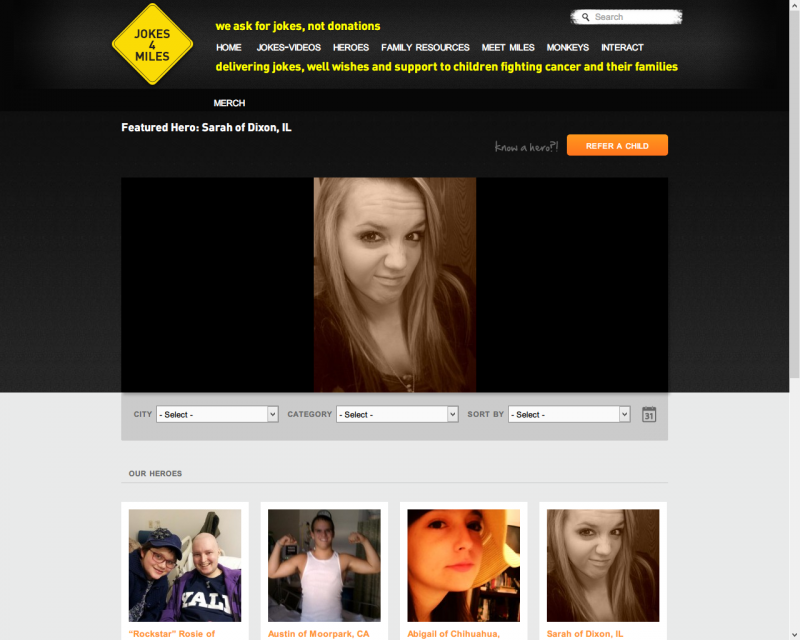 JOKES
4
MILES
we ask for jokes, not donations
Search
HOME JOKES-VIDEOS HEROES FAMILY RESOURCES MEET MILES MONKEYS INTERACT
delivering jokes, well wishes and support to children fighting cancer and their families
MERCH
Featured Hero: Sarah of Dixon, IL
know a hero?!
REFER A CHILD
CITY - Select - CATEGORY - Select - SORT BY - Select - 31
OUR HEROES
YALL
"Rockstar" Rosie of
Austin of Moorpark, CA
Abigail of Chihuahua,
Sarah of Dixon, IL